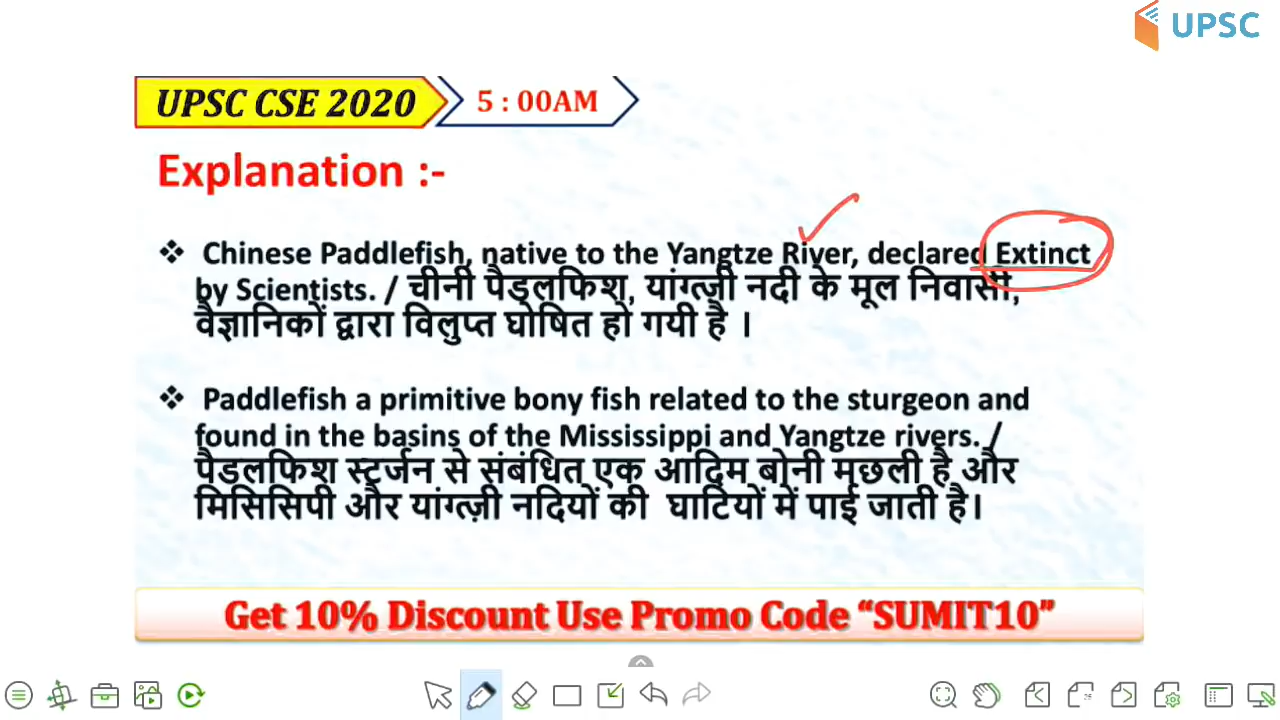 UPSC
UPSC CSE 2020
5 : 00AM
Explanation :-
❖ Chinese Paddlefish, native to the Yangtze River, declared Extinct
by Scientists. / चीनी पैडलफिश, यांग्त्ज़ी नदी के मूल निवासी,
वैज्ञानिकों द्वारा विलुप्त घोषित हो गयी है ।
❖ Paddlefish a primitive bony fish related to the sturgeon and
found in the basins of the Mississippi and Yangtze rivers. /
पैडलफिश स्टर्जन से संबंधित एक आदिम बोनी मछली है और
मिसिसिपी और यांग्त्ज़ी नदियों की घाटियों में पाई जाती है।
Get 10% Discount Use Promo Code “SUMIT10”
25